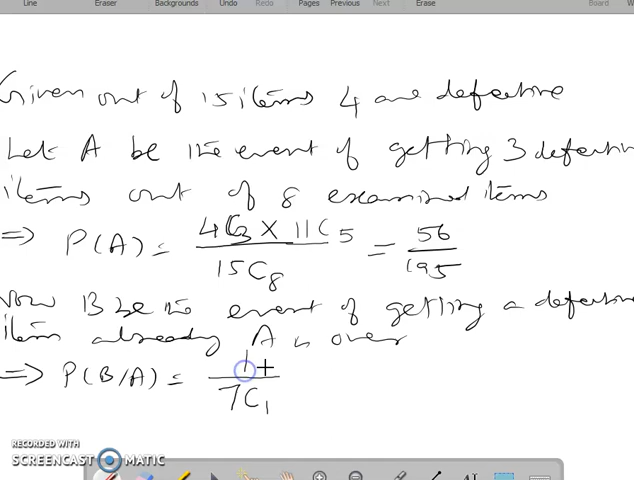 Line Eraser Backgrounds Undo Redo Pages Previous Next Erase Board
Given out of 15 items 4 are defective
Let A be the event of getting 3 defective
items out of 8 examined items
=> P(A) = 4C3 X 11C5 / 15C8 = 56 / 195
Now B be the event of getting a defective
item already A is over
=> P(B/A) = 1+ / 7C1
RECORDED WITH
SCREENCAST MATIC